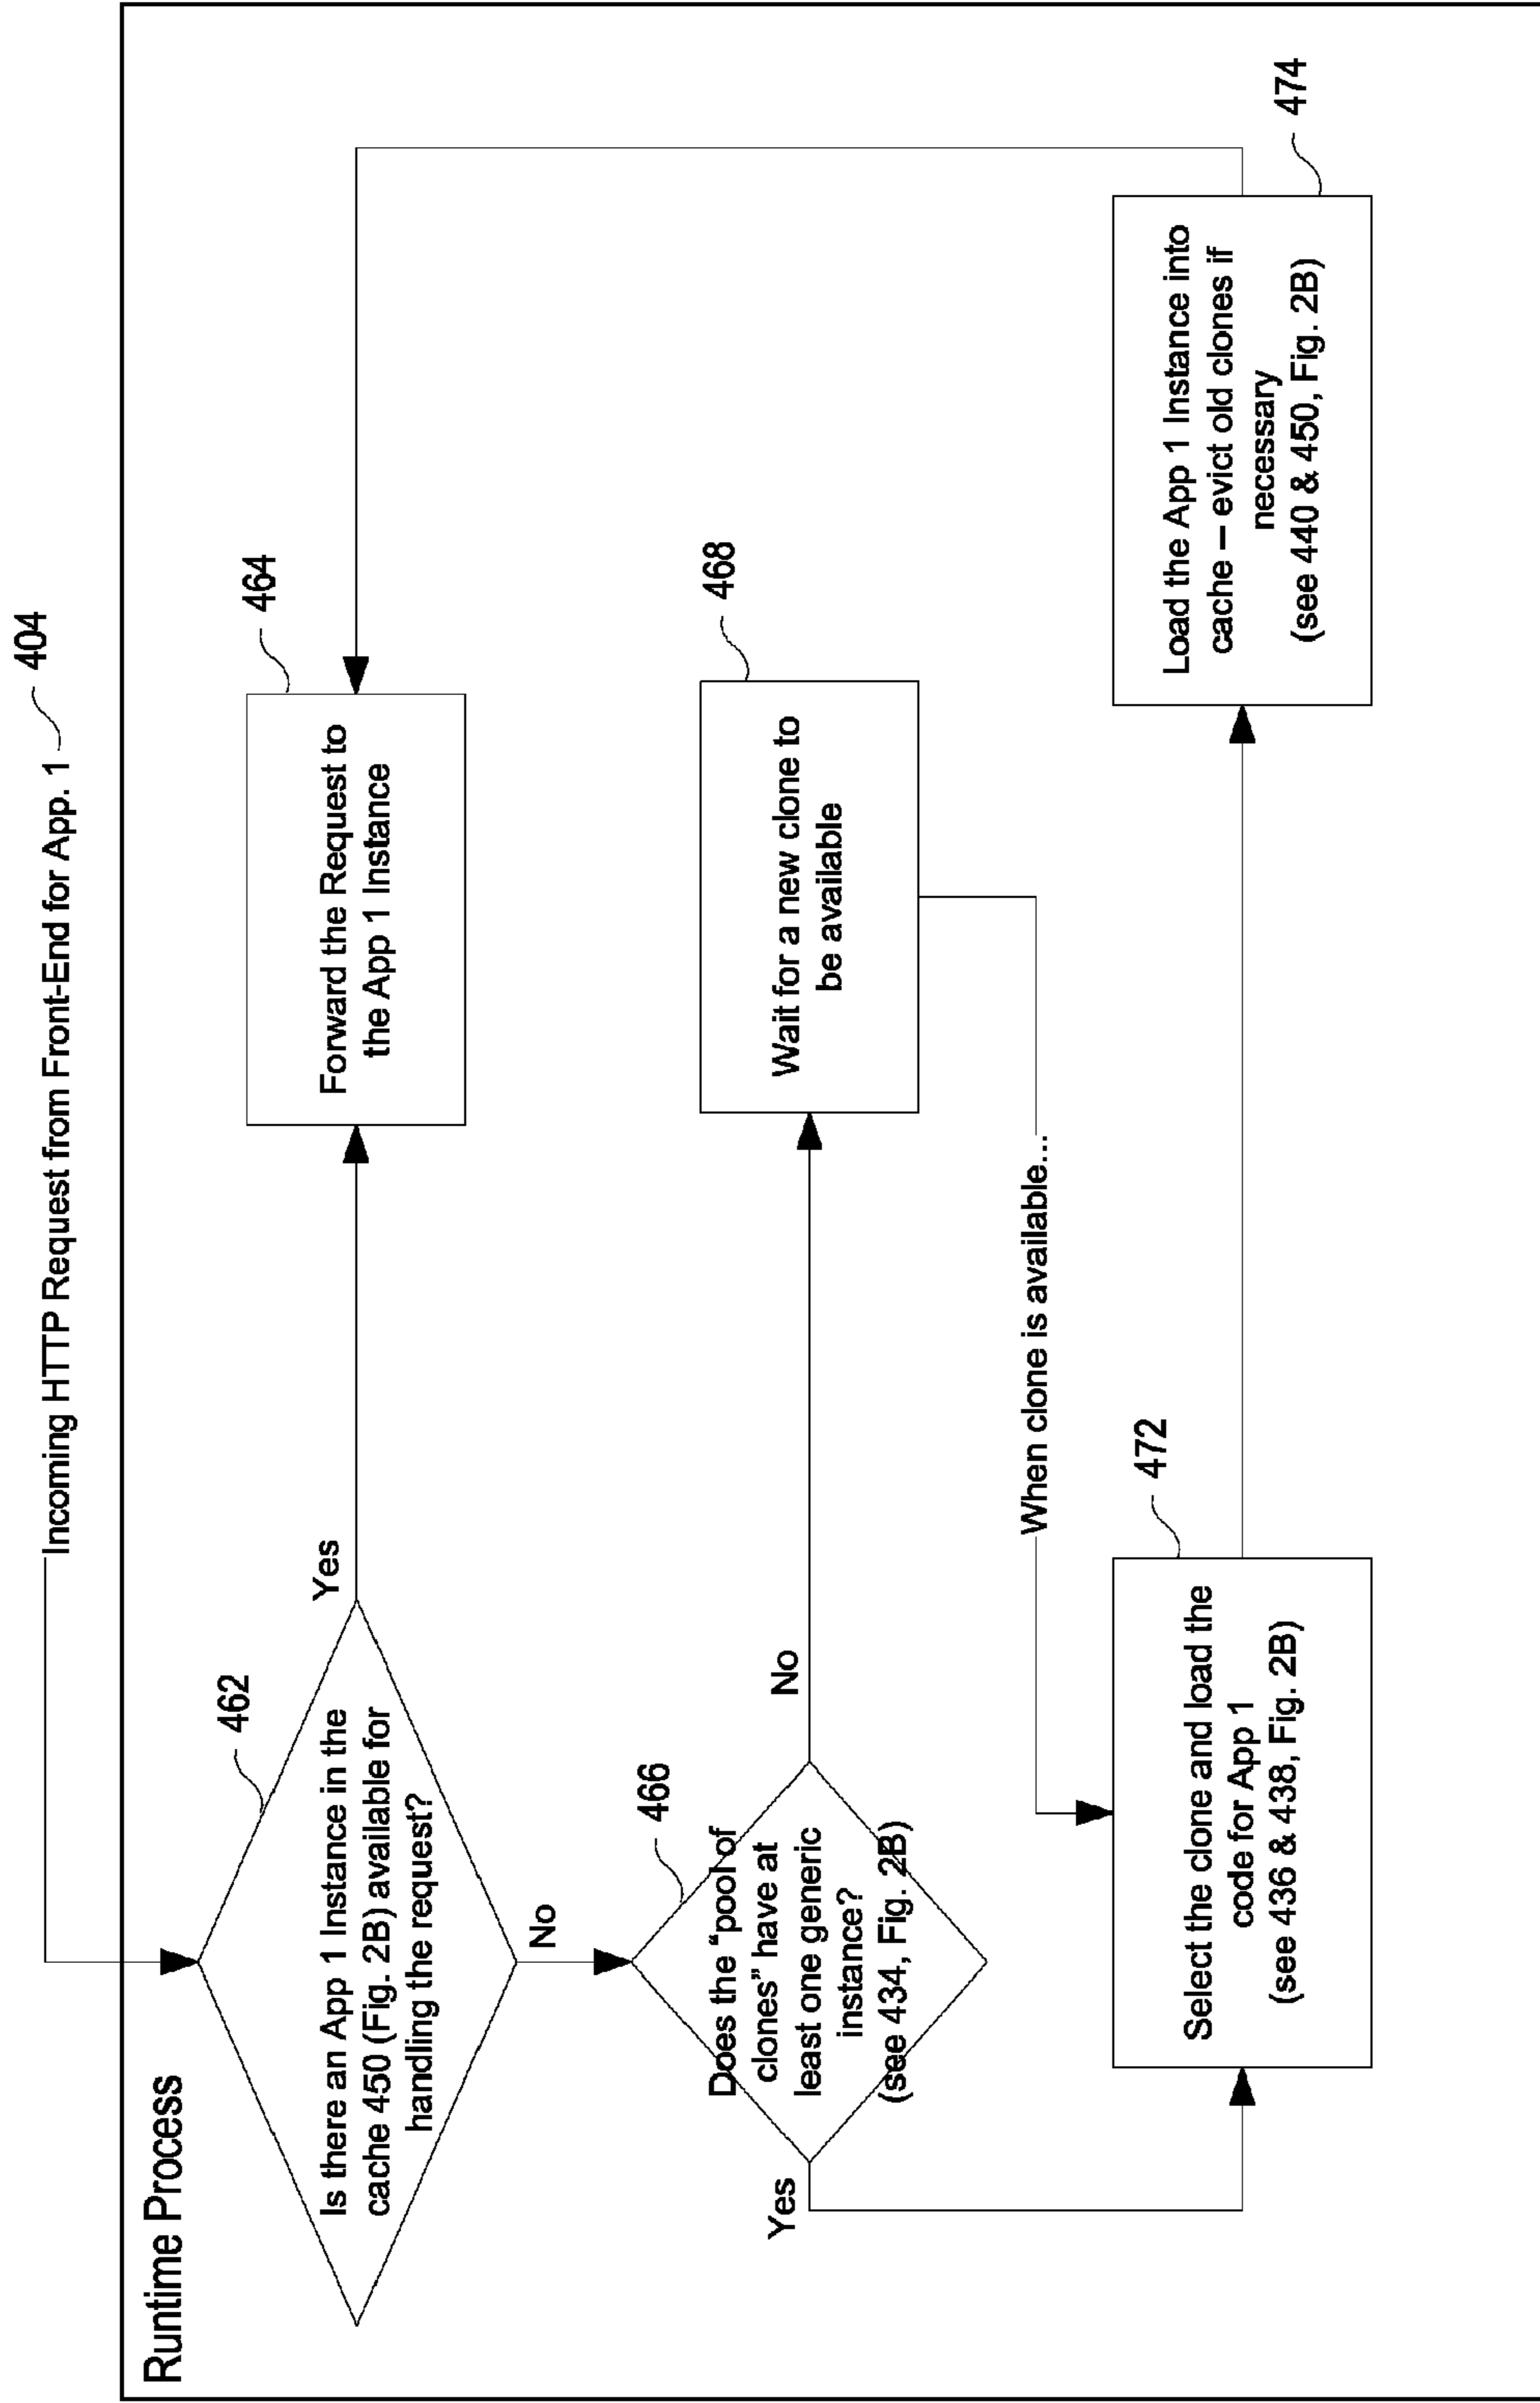 Incoming HTTP Request from Front-End for App. 1
404
Runtime Process
462
Is there an App 1 Instance in the
cache 450 (Fig. 2B) available for
handling the request?
Yes
464
Forward the Request to
the App 1 Instance
No
466
Does the “pool of
clones” have at
least one generic
instance?
(see 434, Fig. 2B)
No
468
Wait for a new clone to
be available
Yes
When clone is available...
472
Select the clone and load the
code for App 1
(see 436 & 438, Fig. 2B)
474
Load the App 1 Instance into
cache – evict old clones if
necessary
(see 440 & 450, Fig. 2B)